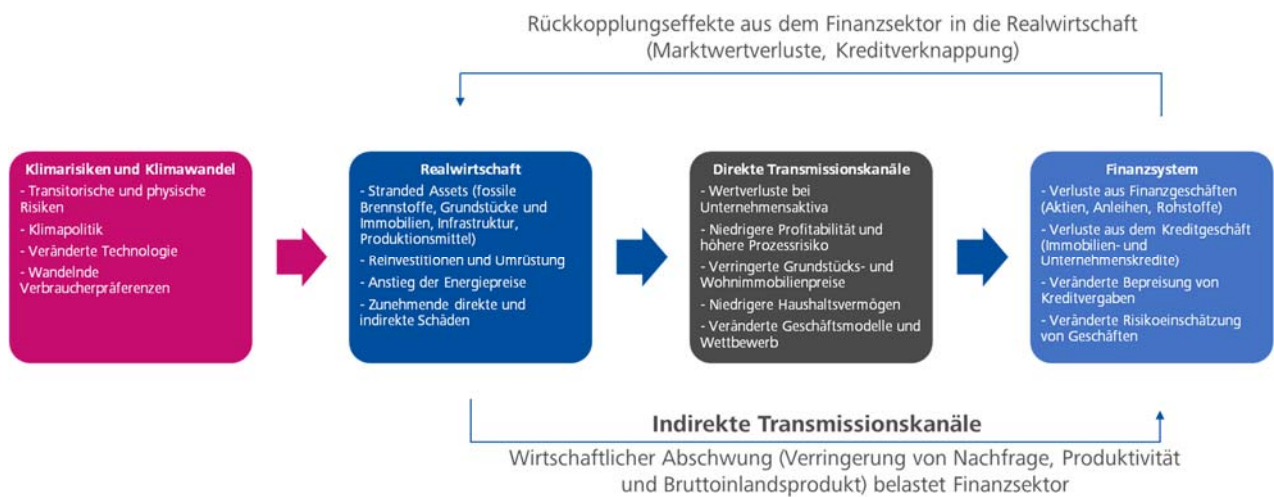 Rückkopplungseffekte aus dem Finanzsektor in die Realwirtschaft
(Marktwertverluste, Kreditverknappung)
Klimarisiken und Klimawandel
- Transitorische und physische
Risiken
- Klimapolitik
- Veränderte Technologie
- Wandelnde
Verbraucherpräferenzen
Realwirtschaft
- Stranded Assets (fossile
Brennstoffe, Grundstücke und
Immobilien, Infrastruktur,
Produktionsmittel)
- Reinvestitionen und Umrüstung
- Anstieg der Energiepreise
- Zunehmende direkte und
indirekte Schäden
Direkte Transmissionskanäle
- Wertverlust bei
Unternehmensaktiva
- Niedrigere Profitabilität und
höhere Prozessrisiko
- Verringerte Grundstücks- und
Wohnimmobilienpreise
- Niedrigere Haushaltsvermögen
- Veränderte Geschäftsmodelle und
Wettbewerb
Finanzsystem
- Verluste aus Finanzgeschäften
(Aktien, Anleihen, Rohstoffe)
- Verluste aus dem Kreditgeschäft
(Immobilien- und
Unternehmenskredite)
- Veränderte Bepreisung von
Kreditvergaben
- Veränderte Risikoeinschätzung
von Geschäften
Indirekte Transmissionskanäle
Wirtschaftlicher Abschwung (Verringerung von Nachfrage, Produktivität
und Bruttoinlandsprodukt) belastet Finanzsektor